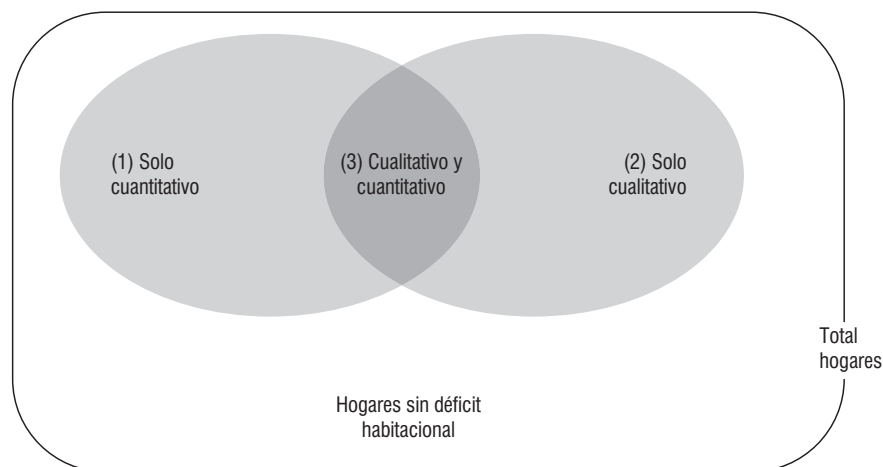 (1) Solo
cuantitativo
(3) Cualitativo y
cuantitativo
(2) Solo
cualitativo
Total
hogares
Hogares sin déficit
habitacional